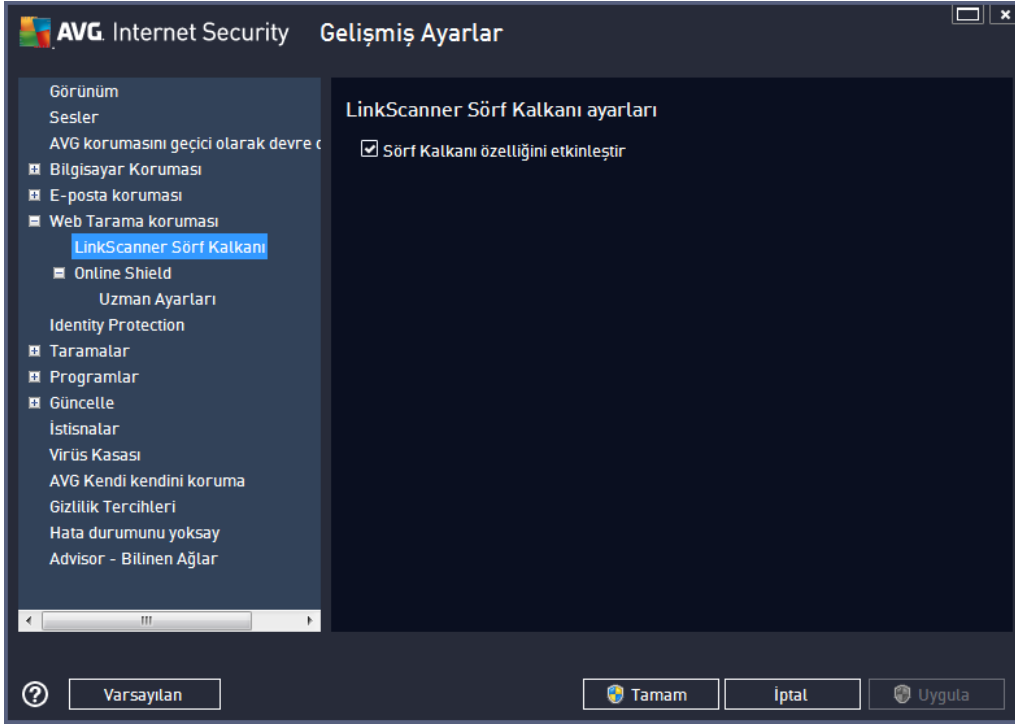 AVG. Internet Security Gelişmiş Ayarlar
Görünüm
Sesler
AVG korumasını geçici olarak devre
Bilgisayar Koruması
E-posta koruması
Web Tarama koruması
LinkScanner Sörf Kalkanı
Online Shield
Uzman Ayarları
Identity Protection
Taramalar
Programlar
Güncelle
İstisnalar
Virüs Kasası
AVG Kendi kendini koruma
Gizlilik Tercihleri
Hata durumunu yoksay
Advisor - Bilinen Ağlar
LinkScanner Sörf Kalkanı ayarları
Sörf Kalkanı özelliğini etkinleştir
Varsayılan
Tamam
İptal
Uygula